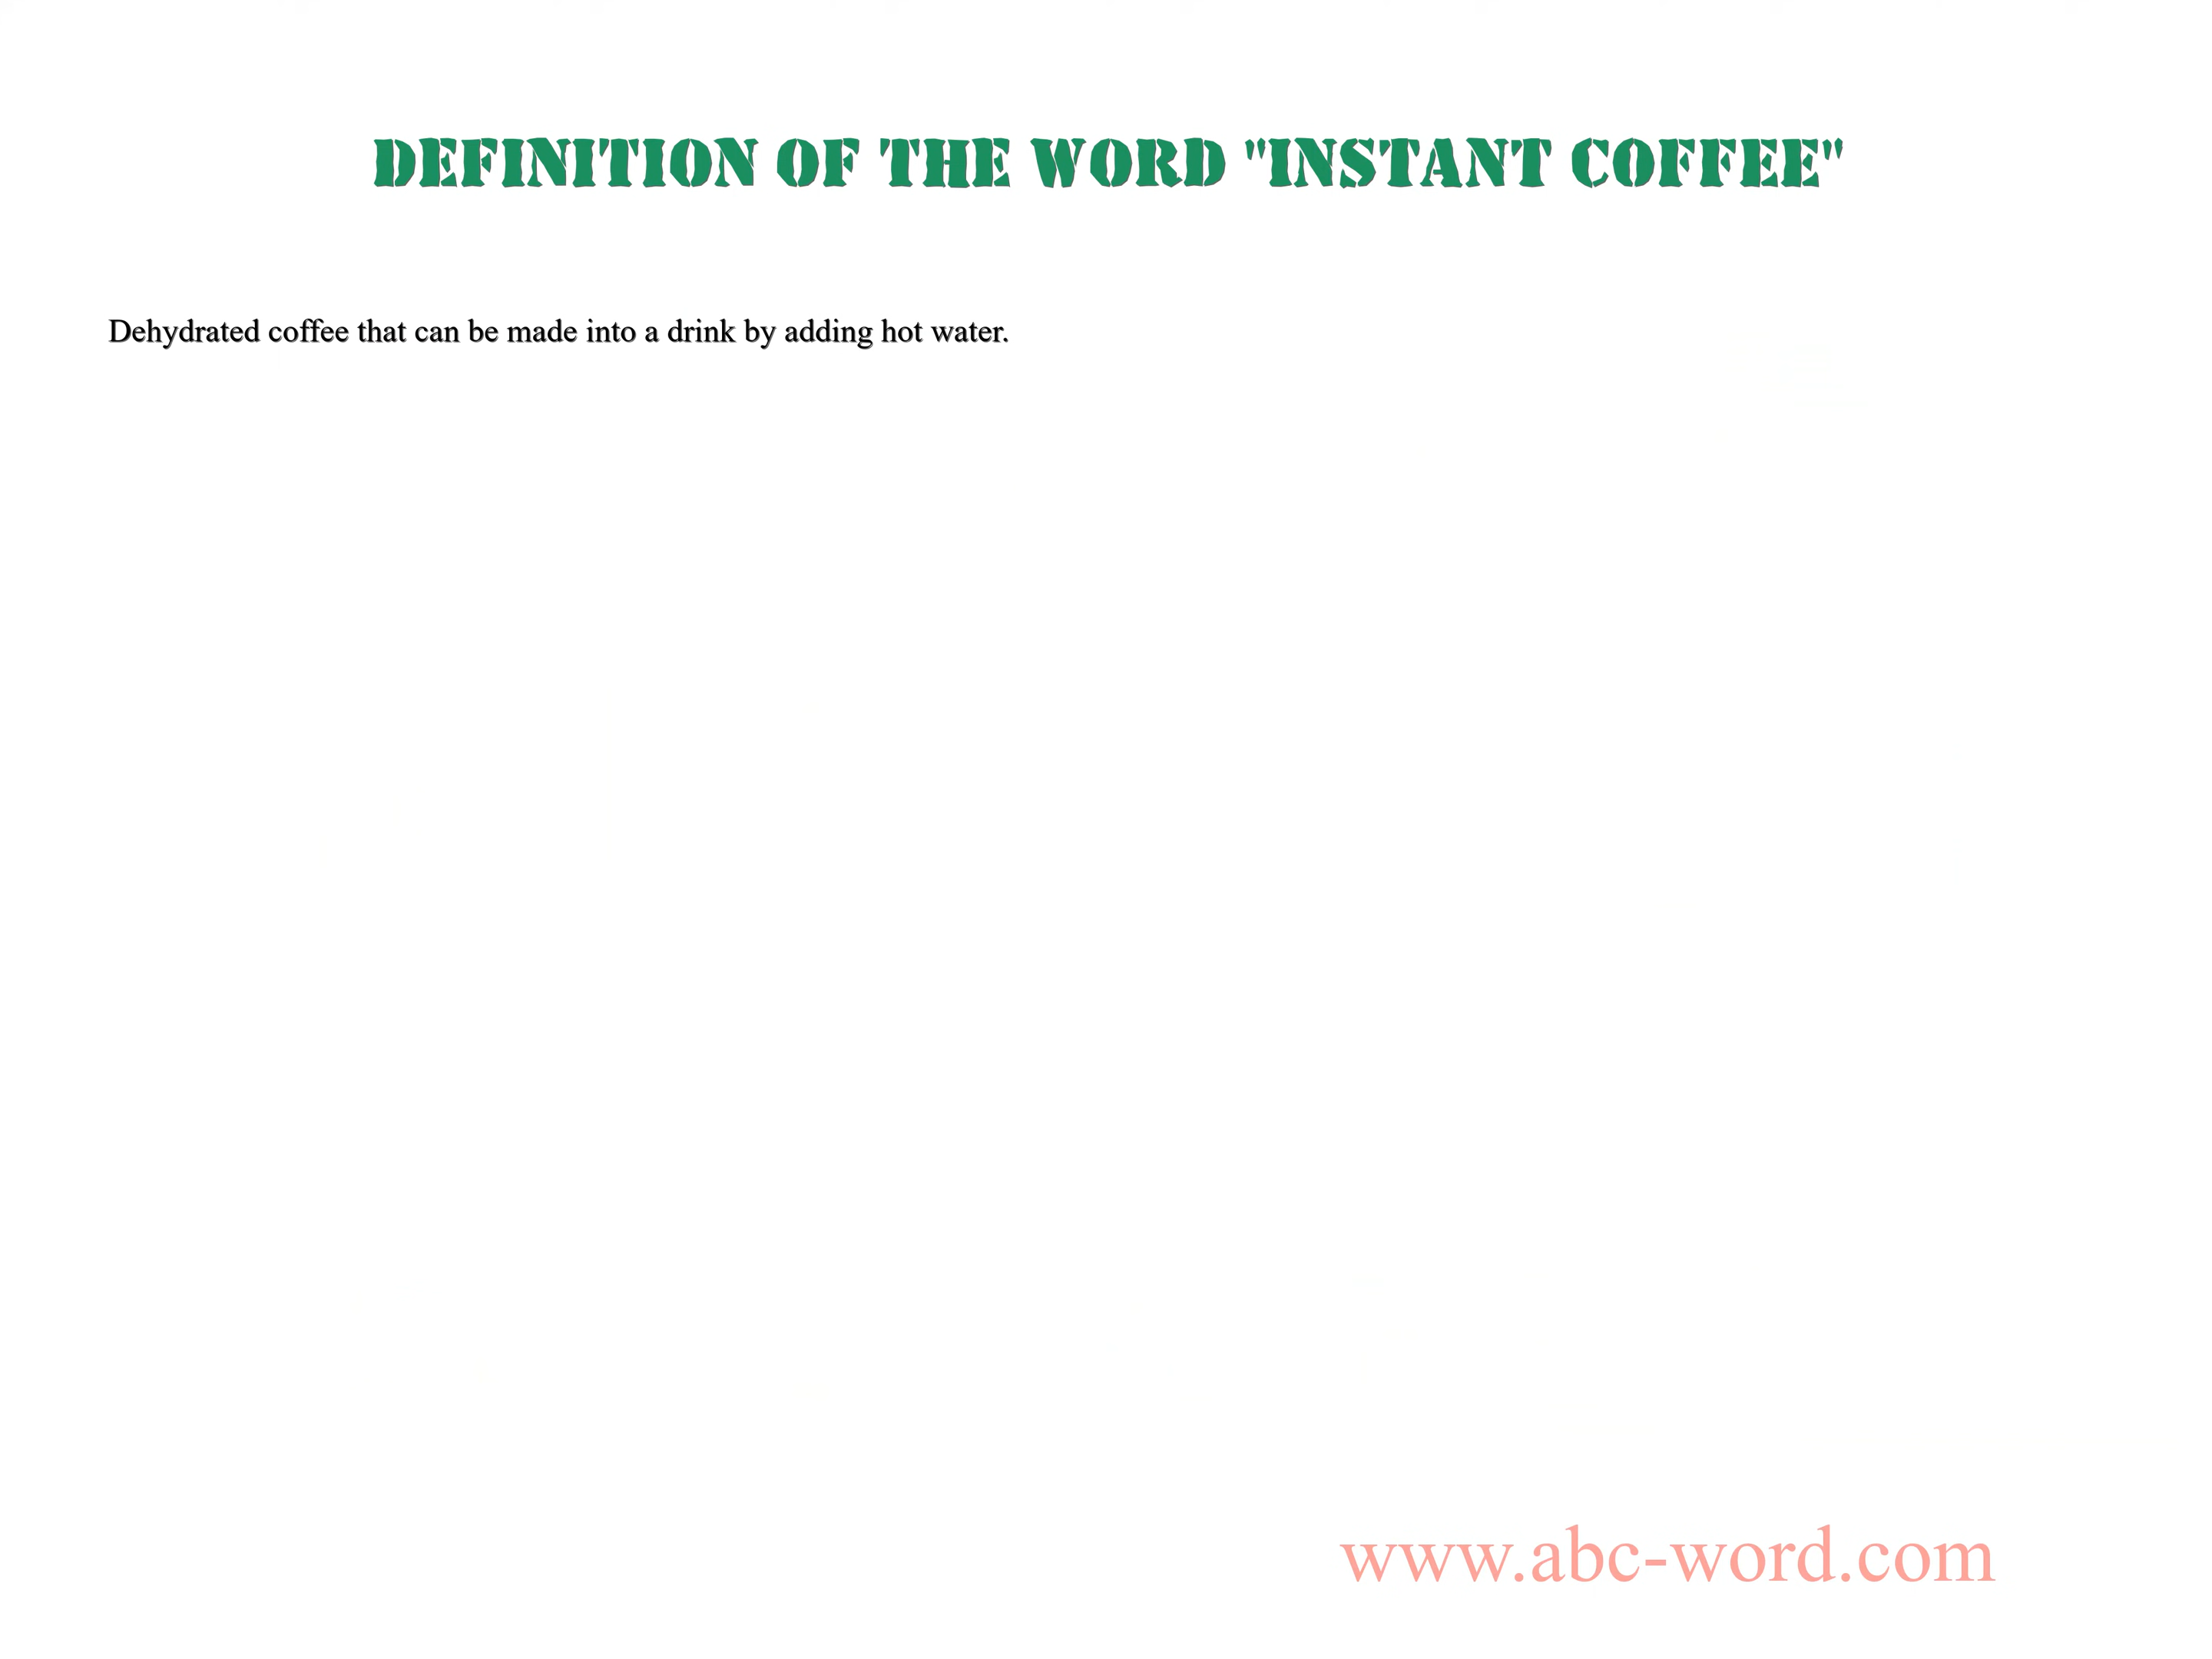 DEFINITION OF THE WORD "INSTANT COFFEE"
Dehydrated coffee that can be made into a drink by adding hot water.
www.abc-word.com